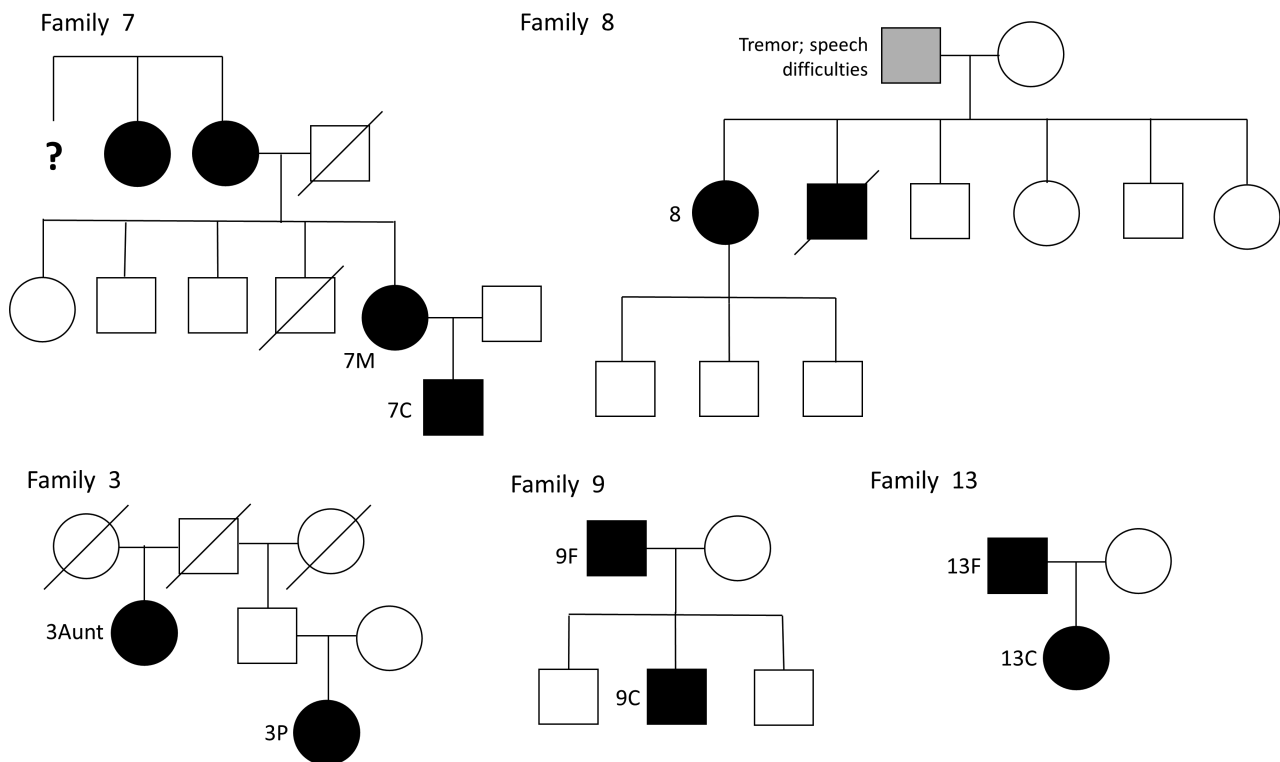 Family 7
Family 8
Tremor; speech
difficulties
?
8
7M
7C
Family 3
Family 9
Family 13
9F
13F
3Aunt
13C
9C
3P